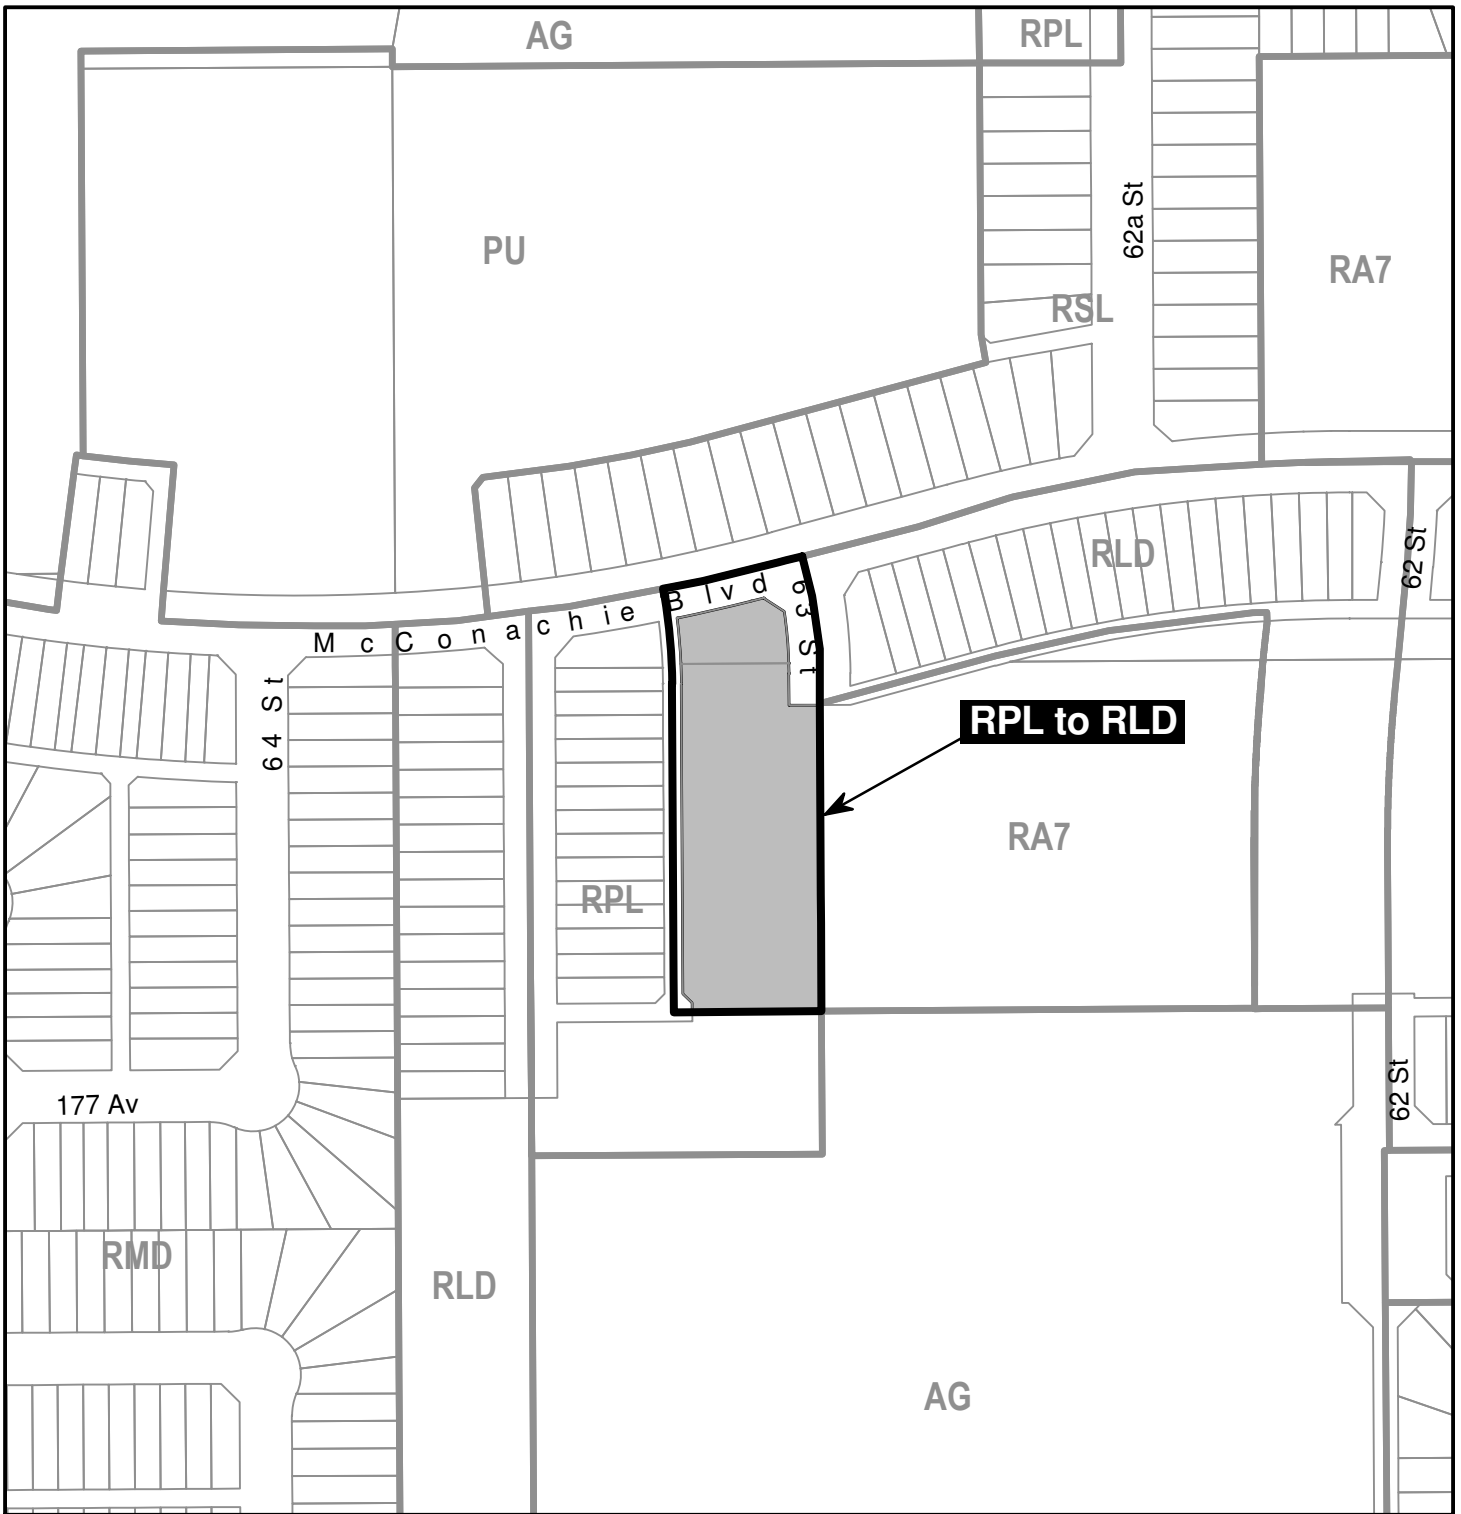 AG
RPL
62a St
PU
RA7
RSL
RLD
62 St
McConachie Blvd
63 St
64 St
RPL to RLD
RA7
RPL
62 St
177 Av
RMD
RLD
AG